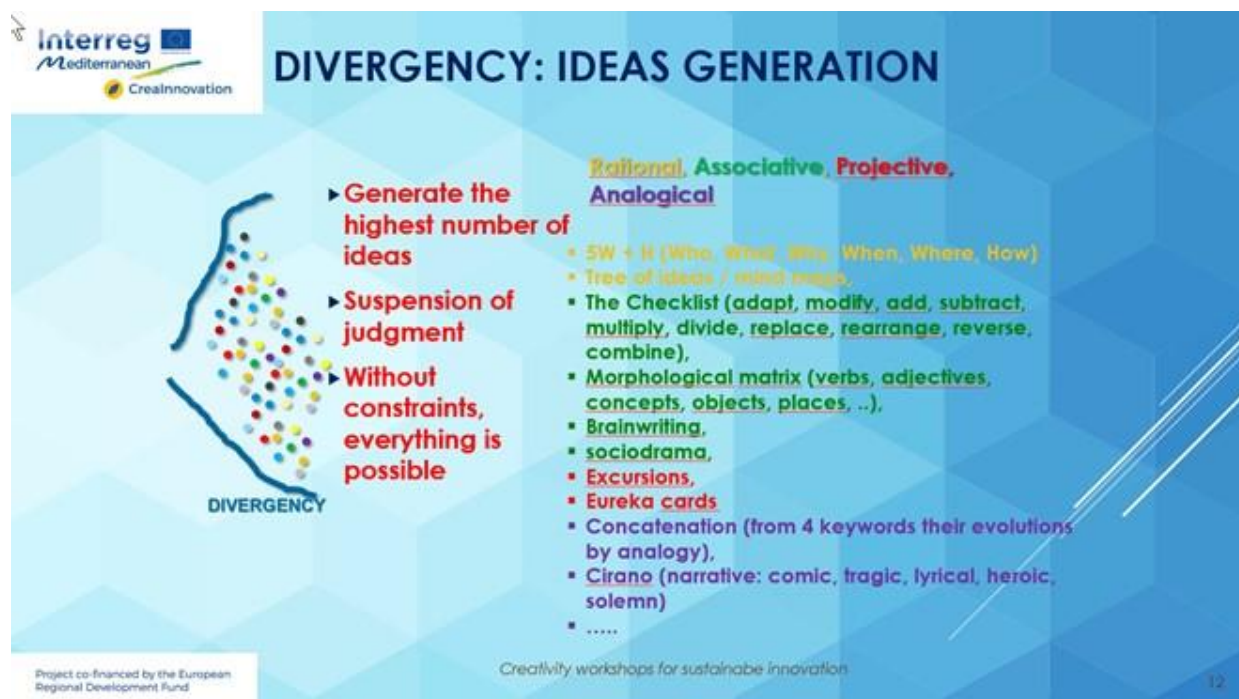 Interreg
Mediterranean
CreaInnovation
DIVERGENCY: IDEAS GENERATION
Generate the
highest number of
ideas
Suspension of
judgment
Without
constraints,
everything is
possible
DIVERGENCY
Rational, Associative, Projective,
Analogical
5W + H (Who, What, Why, When, Where, How)
Tree of ideas / mind maps,
The Checklist (adapt, modify, add, subtract,
multiply, divide, replace, rearrange, reverse,
combine),
Morphological matrix (verbs, adjectives,
concepts, objects, places, ..),
Brainwriting,
sociodrama,
Excursions,
Eureka cards
Concatenation (from 4 keywords their evolutions
by analogy),
Cirano (narrative: comic, tragic, lyrical, heroic,
solemn)
.....
Project co-financed by the European
Regional Development Fund
Creativity workshops for sustainabe innovation
12